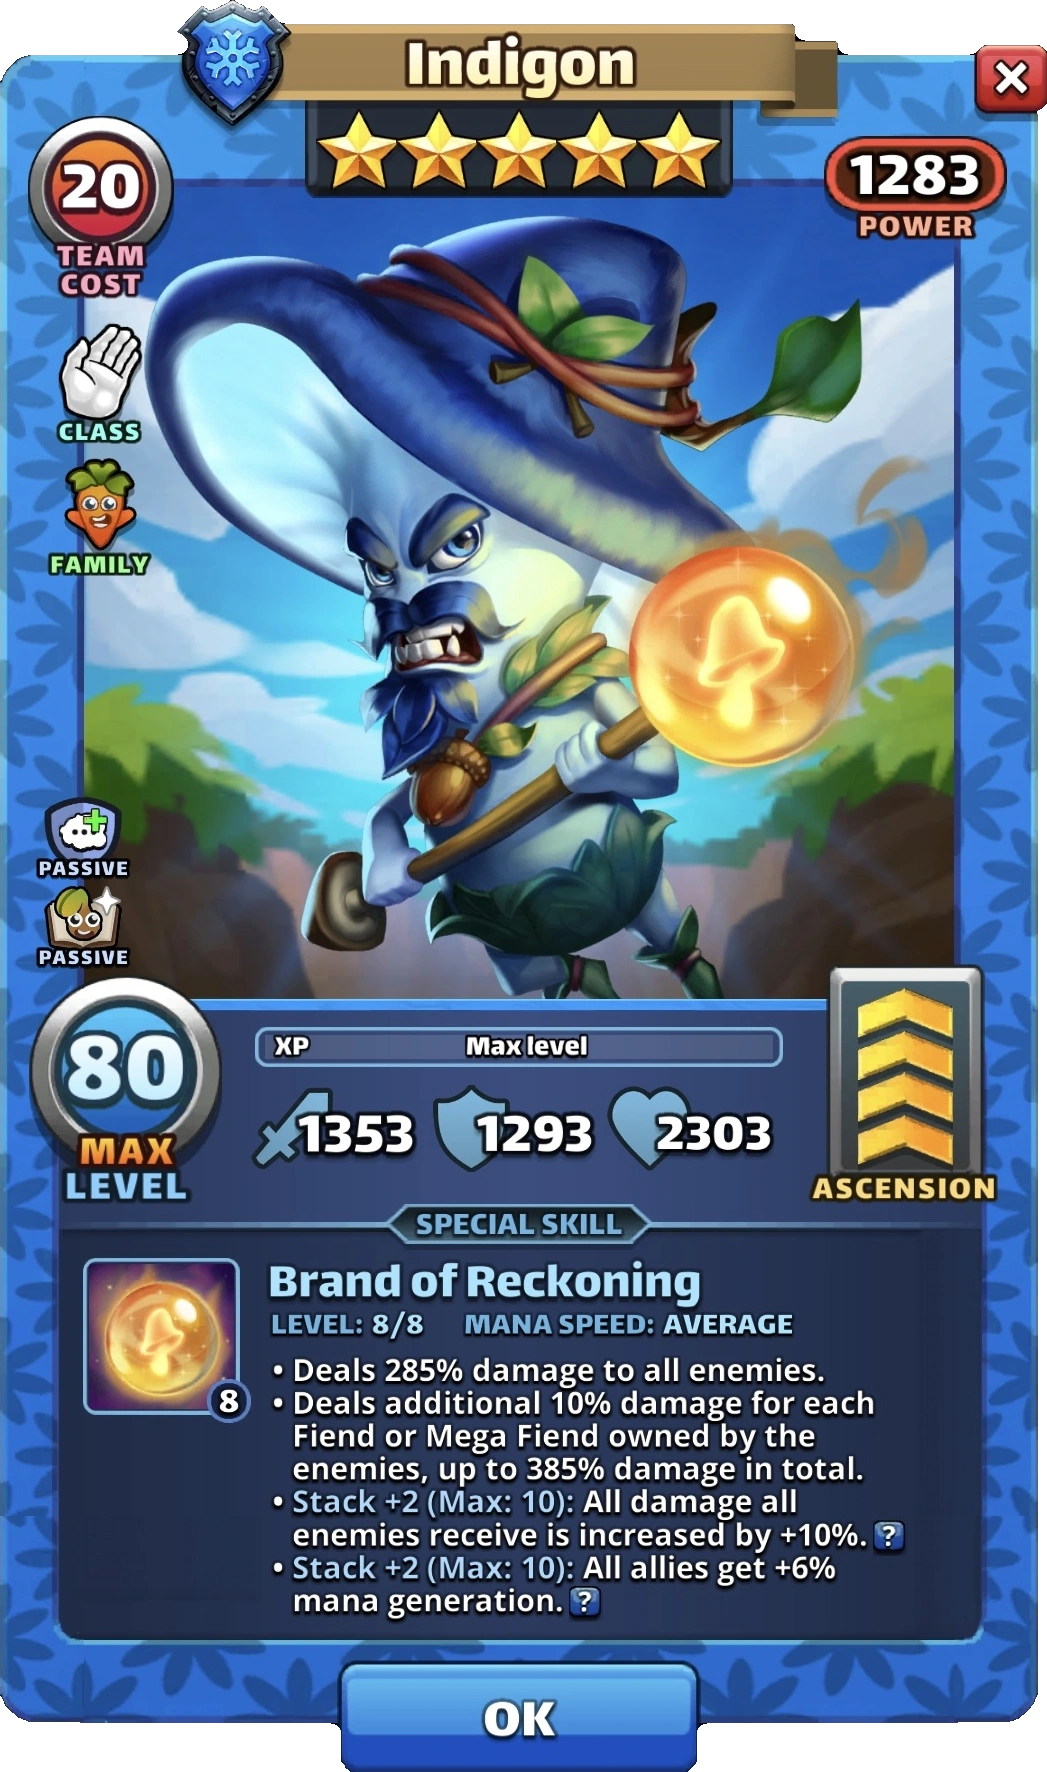 Indigon
20
TEAM
COST
1283
POWER
CLASS
FAMILY
PASSIVE
PASSIVE
80
MAX
LEVEL
XP Max level
1353 1293 2303
ASCENSION
SPECIAL SKILL
8
Brand of Reckoning
LEVEL: 8/8 MANA SPEED: AVERAGE
• Deals 285% damage to all enemies.
• Deals additional 10% damage for each
Fiend or Mega Fiend owned by the
enemies, up to 385% damage in total.
• Stack +2 (Max: 10): All damage all
enemies receive is increased by +10%. ?
• Stack +2 (Max: 10): All allies get +6%
mana generation. ?
OK